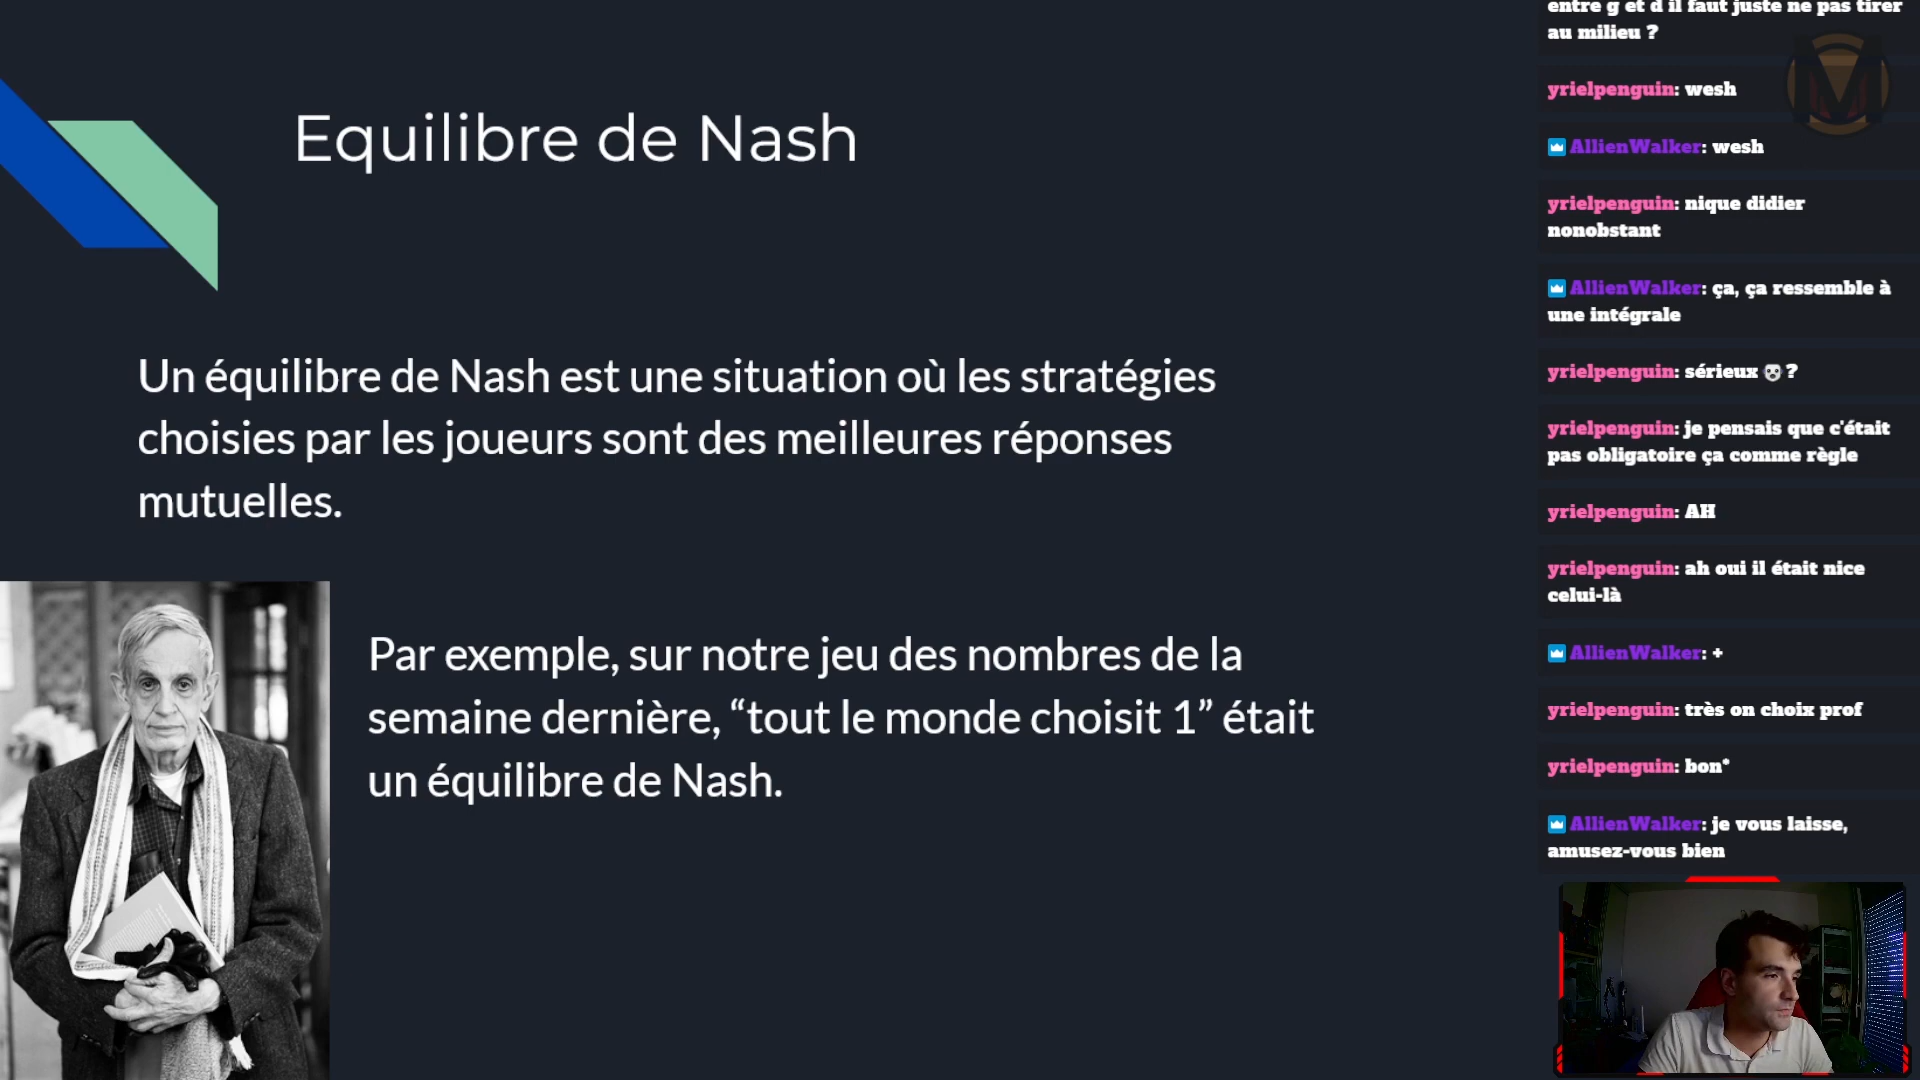 Equilibre de Nash
Un équilibre de Nash est une situation où les stratégies
choisies par les joueurs sont des meilleures réponses
mutuelles.
Par exemple, sur notre jeu des nombres de la
semaine dernière, “tout le monde choisit 1” était
un équilibre de Nash.
entre g et d il faut juste ne pas tirer
au milieu ?
yrielpenguin: wesh
AllienWalker: wesh
yrielpenguin: nique didier
nonobstant
AllienWalker: ça, ça ressemble à
une intégrale
yrielpenguin: sérieux 💀?
yrielpenguin: je pensais que c'était
pas obligatoire ça comme règle
yrielpenguin: AH
yrielpenguin: ah oui il était nice
celui-là
AllienWalker: +
yrielpenguin: très on choix prof
yrielpenguin: bon*
AllienWalker: je vous laisse,
amusez-vous bien